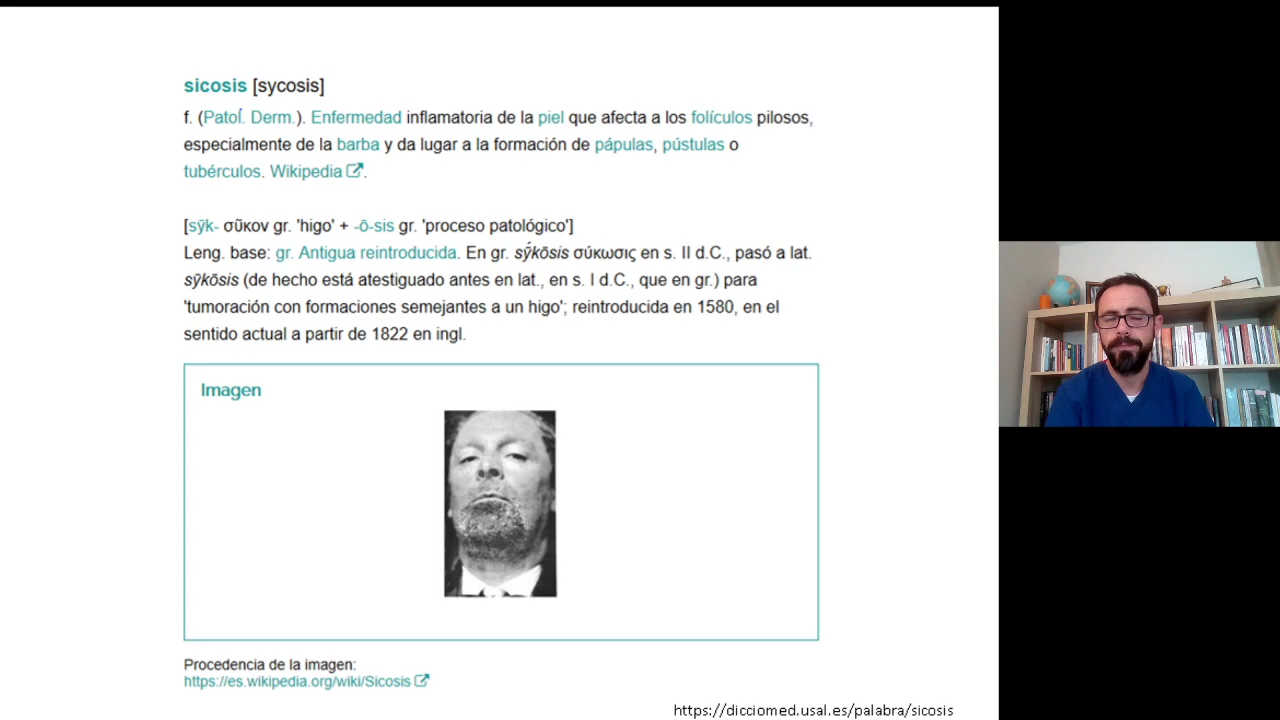 sicosis [sycosis]
f. (Patol. Derm.). Enfermedad inflamatoria de la piel que afecta a los folículos pilosos,
especialmente de la barba y da lugar a la formación de pápulas, pústulas o
tubérculos. Wikipedia.
[sȳk- σῦκον gr. 'higo' + -ō-sis gr. 'proceso patológico']
Leng. base: gr. Antigua reintroducida. En gr. sȳ́kōsis σύκωσις en s. II d.C., pasó a lat.
sȳkōsis (de hecho está atestiguado antes en lat., en s. I d.C., que en gr.) para
'tumoración con formaciones semejantes a un higo'; reintroducida en 1580, en el
sentido actual a partir de 1822 en ingl.
Imagen
Procedencia de la imagen:
https://es.wikipedia.org/wiki/Sicosis
https://dicciomed.usal.es/palabra/sicosis